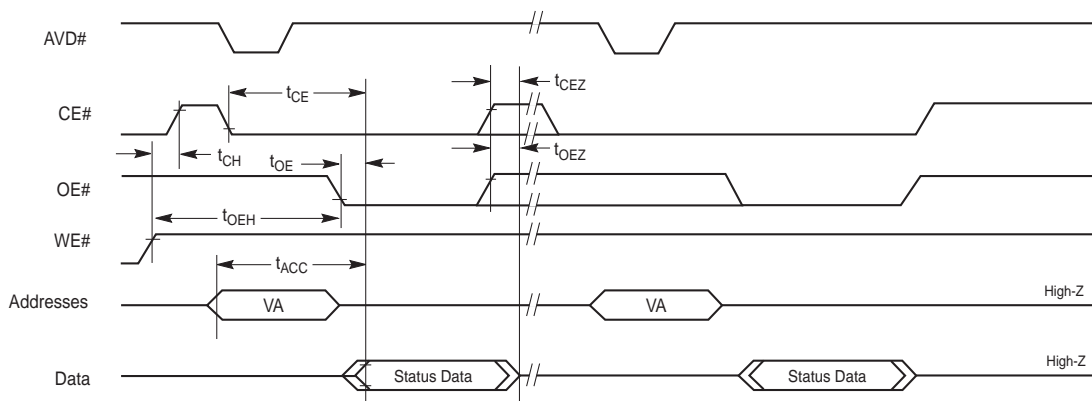 AVD#
tCEZ
tCE
CE#
tCH
tOE
tOEZ
OE#
tOEH
WE#
tACC
Addresses
VA
VA
High-Z
Data
Status Data
Status Data
High-Z